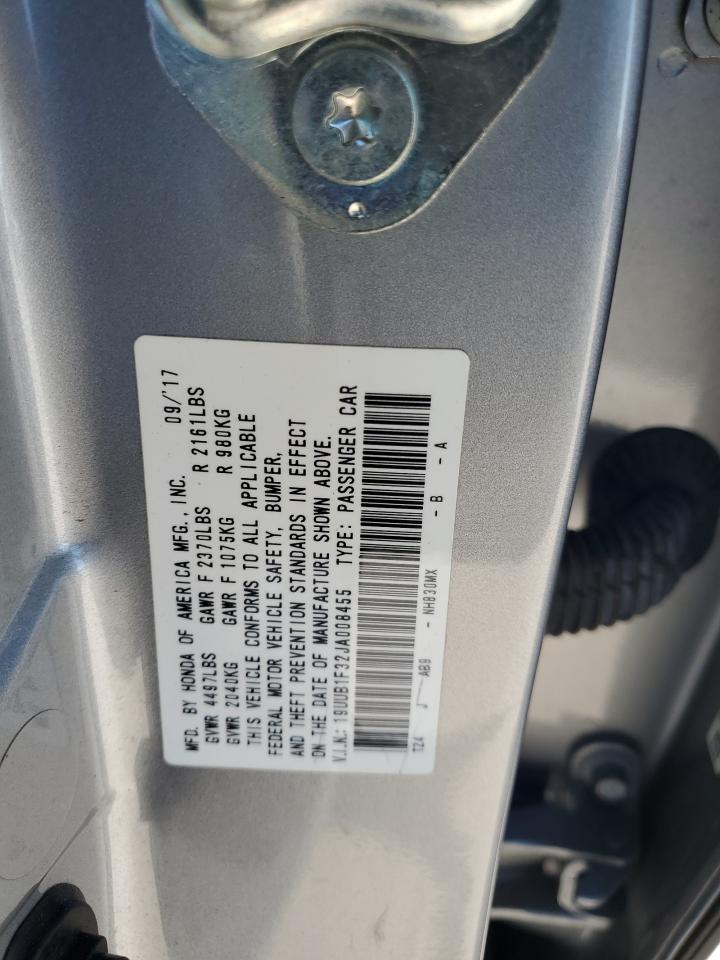 MFD. BY HONDA OF AMERICA MFG., INC. 09/'17
GVWR 4497LBS GAWR F 2370LBS R 2161LBS
GVWR 2040KG GAWR F 1075KG R 980KG
THIS VEHICLE CONFORMS TO ALL APPLICABLE
FEDERAL MOTOR VEHICLE SAFETY, BUMPER,
AND THEFT PREVENTION STANDARDS IN EFFECT
ON THE DATE OF MANUFACTURE SHOWN ABOVE.
V.I.N.: 19UUB1F32JA008455 TYPE: PASSENGER CAR
TZ4 J AB9 - NH830MX - B - A